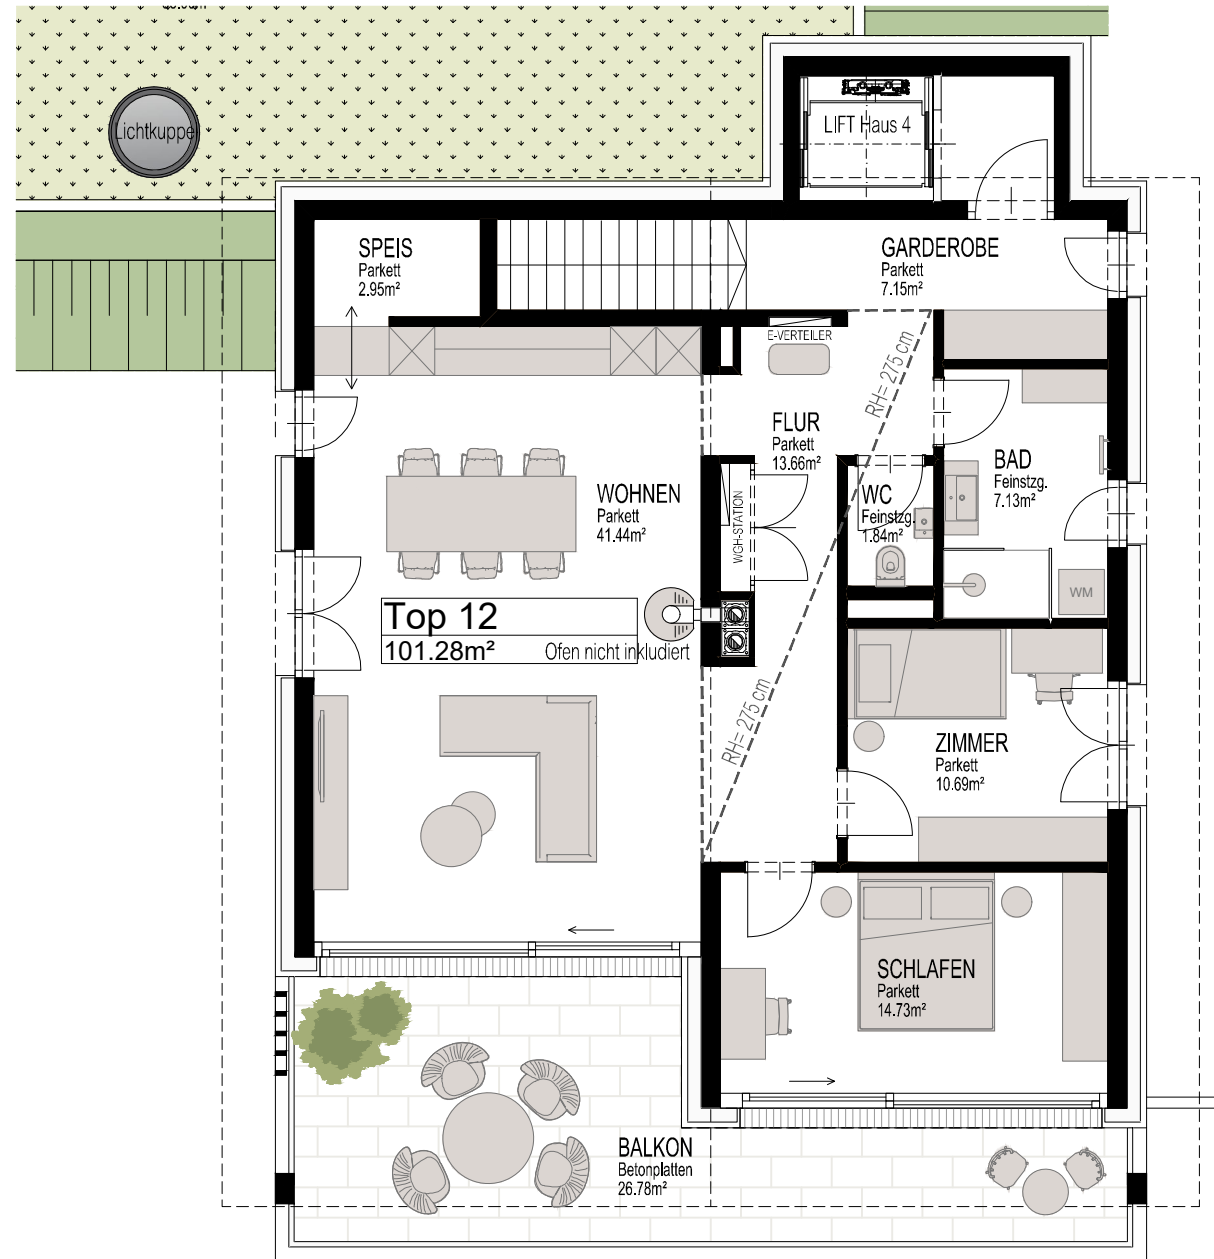 Lichtkuppe
LIFT Haus 4
SPEIS
Parkett
2.95m²
GARDEROBE
Parkett
7.15m²
E-VERTEILER
RH= 275 cm
FLUR
Parkett
13.66m²
BAD
Feinstzg.
7.13m²
WOHNEN
Parkett
41.44m²
WGH-STATION
WC
Feinstzg.
1.84m²
WM
Top 12
101.28m²
Ofen nicht inkludiert
RH= 275 cm
ZIMMER
Parkett
10.69m²
SCHLAFEN
Parkett
14.73m²
BALKON
Betonplatten
26.78m²